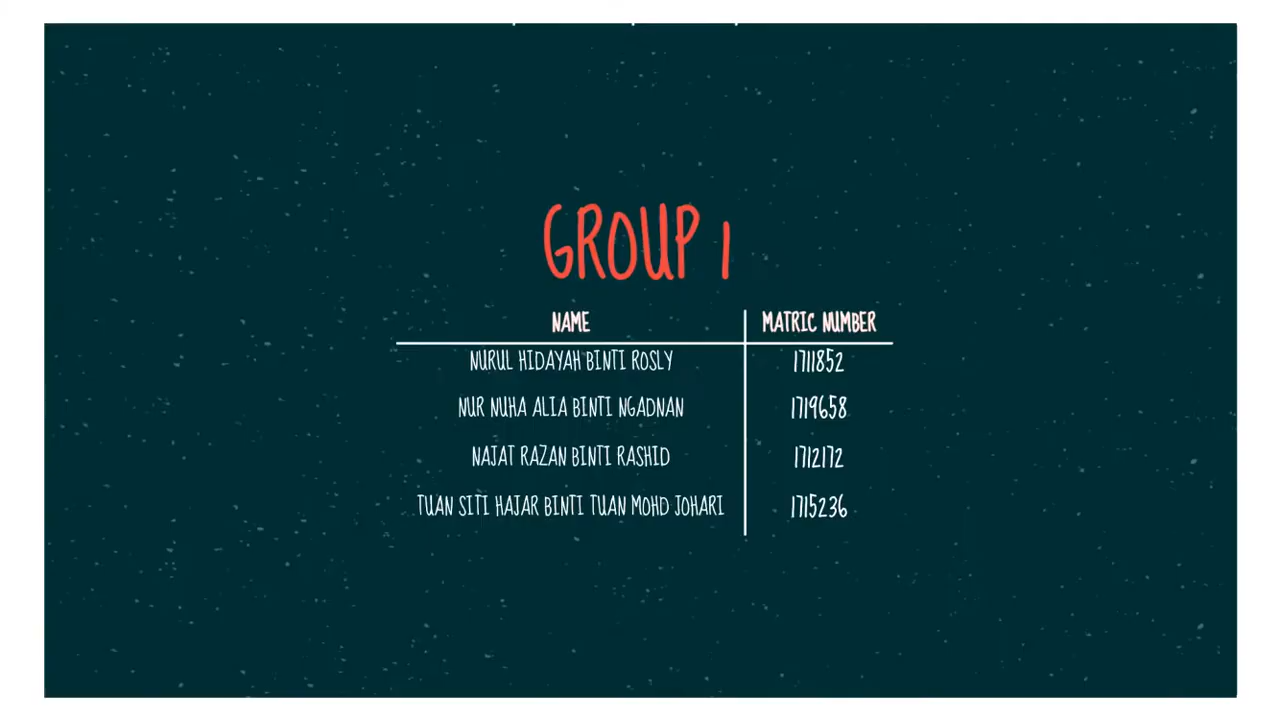 GROUP 1
NAME MATRIC NUMBER
NURUL HIDAYAH BINTI ROSLY 1711852
NUR NUHA ALIA BINTI NGADNAN 1719658
NAJAT RAZAN BINTI RASHID 1712172
TUAN SITI HAJAR BINTI TUAN MOHD JOHARI 1715236